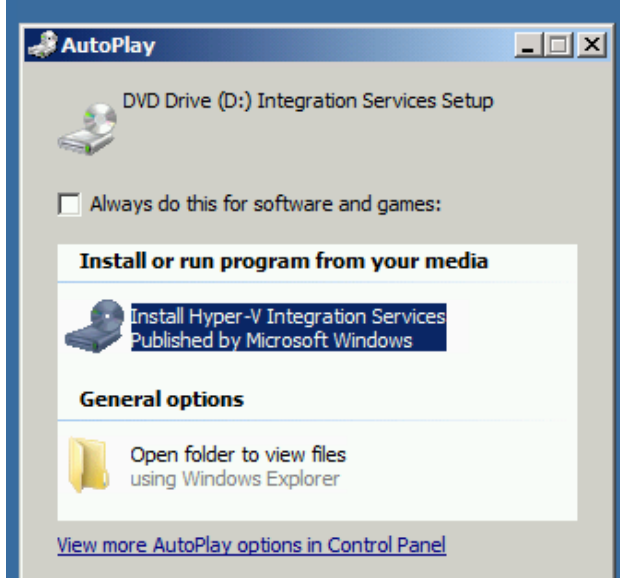 AutoPlay
DVD Drive (D:) Integration Services Setup
Always do this for software and games:
Install or run program from your media
Install Hyper-V Integration Services
Published by Microsoft Windows
General options
Open folder to view files
using Windows Explorer
View more AutoPlay options in Control Panel